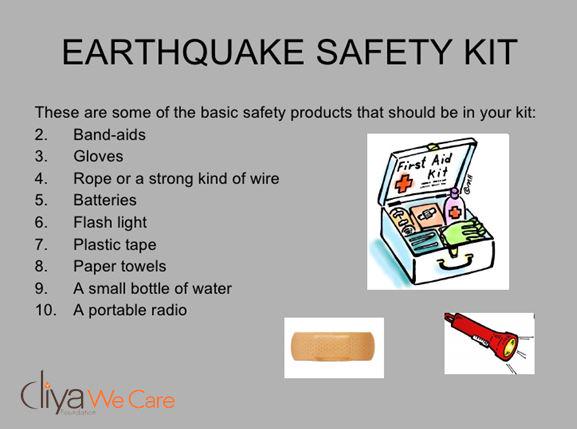 EARTHQUAKE SAFETY KIT
These are some of the basic safety products that should be in your kit:
2. Band-aids
3. Gloves
4. Rope or a strong kind of wire
5. Batteries
6. Flash light
7. Plastic tape
8. Paper towels
9. A small bottle of water
10. A portable radio
First Aid
Kit
Diya We Care
Foundation